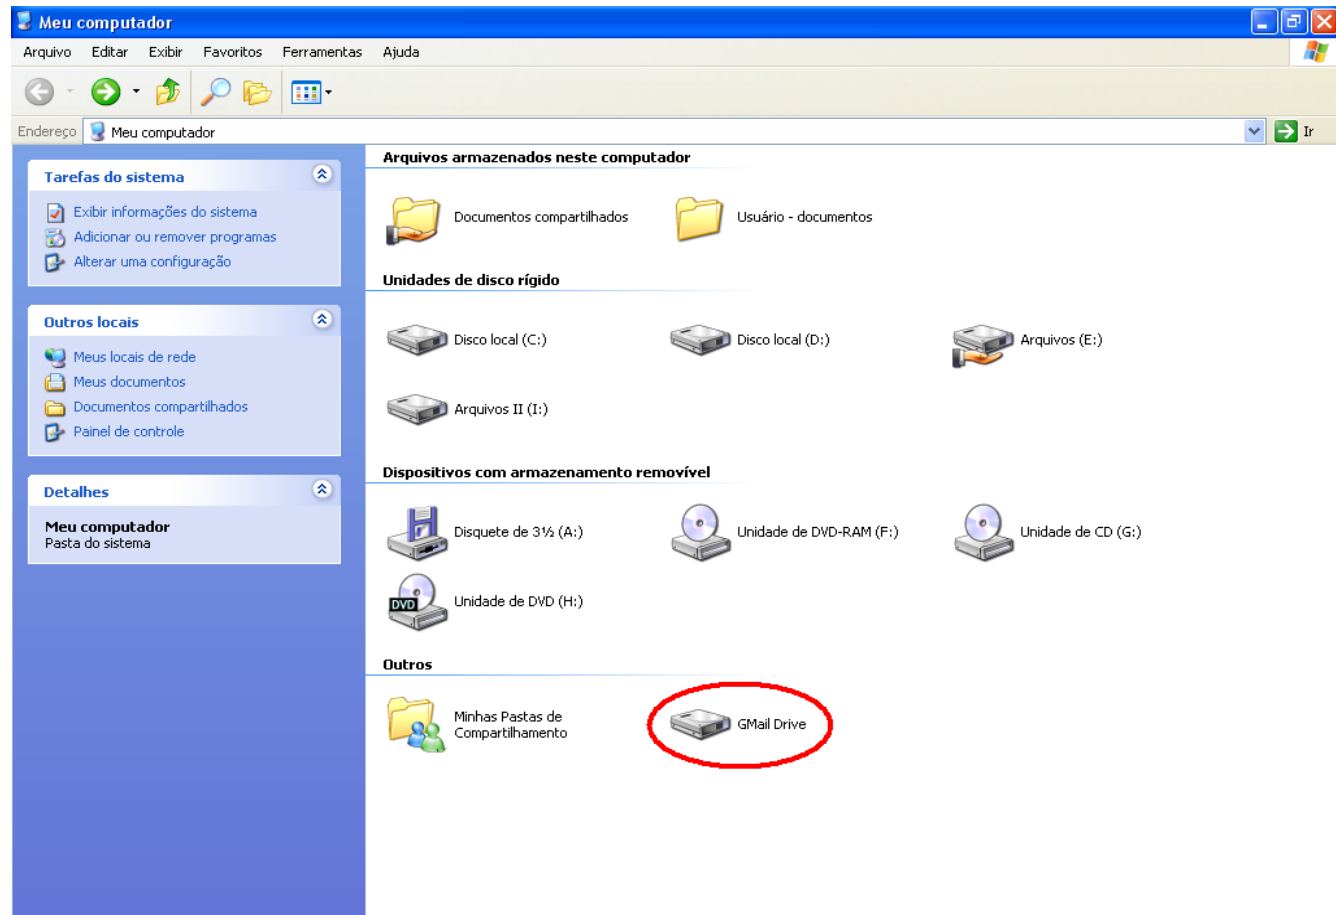 Meu computador
Arquivo Editar Exibir Favoritos Ferramentas Ajuda
Endereço Meu computador Ir
Tarefas do sistema
Exibir informações do sistema
Adicionar ou remover programas
Alterar uma configuração
Outros locais
Meus locais de rede
Meus documentos
Documentos compartilhados
Painel de controle
Detalhes
Meu computador
Pasta do sistema
Arquivos armazenados neste computador
Documentos compartilhados Usuário - documentos
Unidades de disco rígido
Disco local (C:) Disco local (D:) Arquivos (E:)
Arquivos II (I:)
Dispositivos com armazenamento removível
Disquete de 3½ (A:) Unidade de DVD-RAM (F:) Unidade de CD (G:)
DVD Unidade de DVD (H:)
Outros
Minhas Pastas de
Compartilhamento
GMail Drive